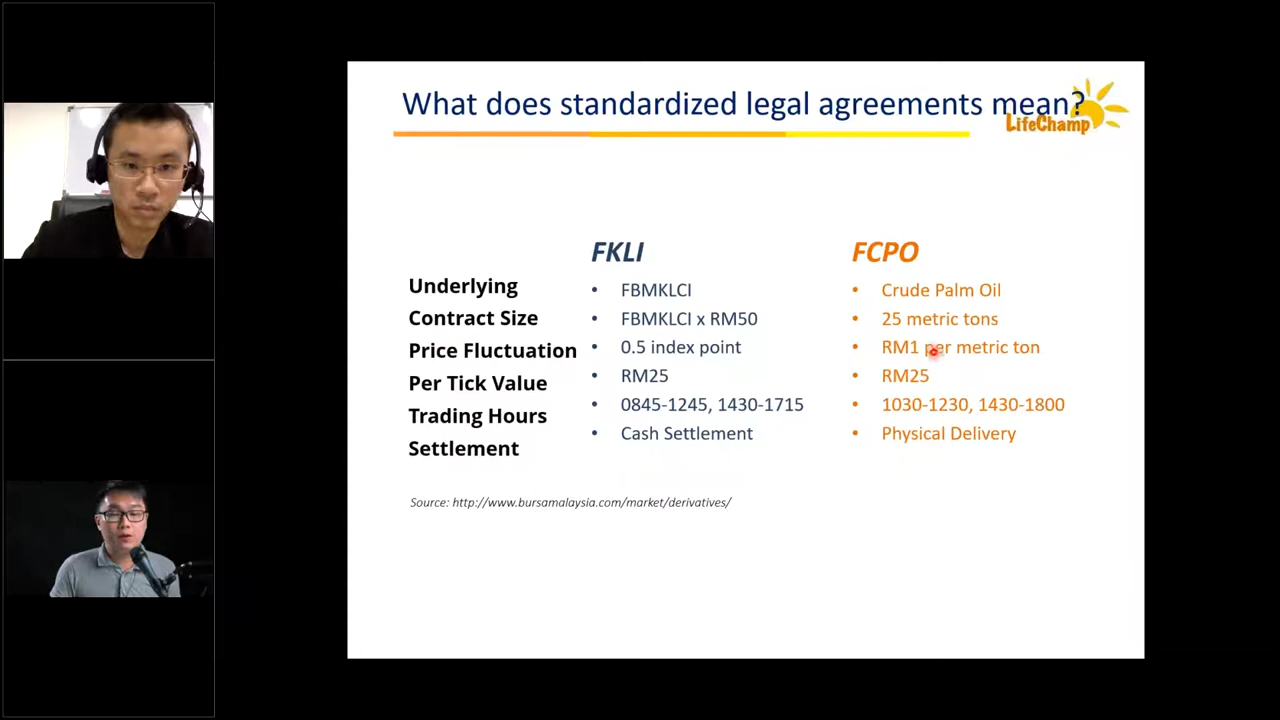 What does standardized legal agreements mean?
LifeChamp
FKLI
FCPO
Underlying
Contract Size
Price Fluctuation
Per Tick Value
Trading Hours
Settlement
• FBMKLCI
• FBMKLCI x RM50
• 0.5 index point
• RM25
• 0845-1245, 1430-1715
• Cash Settlement
• Crude Palm Oil
• 25 metric tons
• RM1 per metric ton
• RM25
• 1030-1230, 1430-1800
• Physical Delivery
Source: http://www.bursamalaysia.com/market/derivatives/